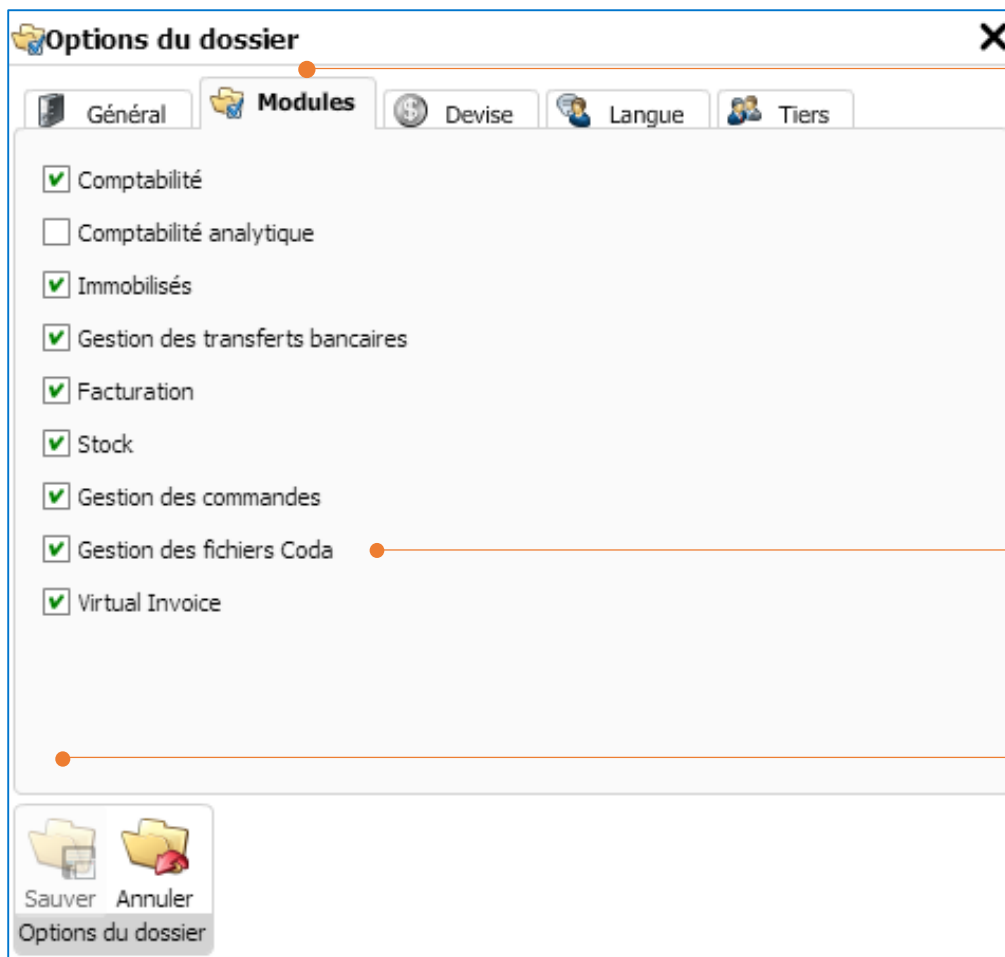 Options du dossier
Général Modules Devise Langue Tiers
Comptabilité
Comptabilité analytique
Immobilisés
Gestion des transferts bancaires
Facturation
Stock
Gestion des commandes
Gestion des fichiers Coda
Virtual Invoice
Sauver Annuler
Options du dossier